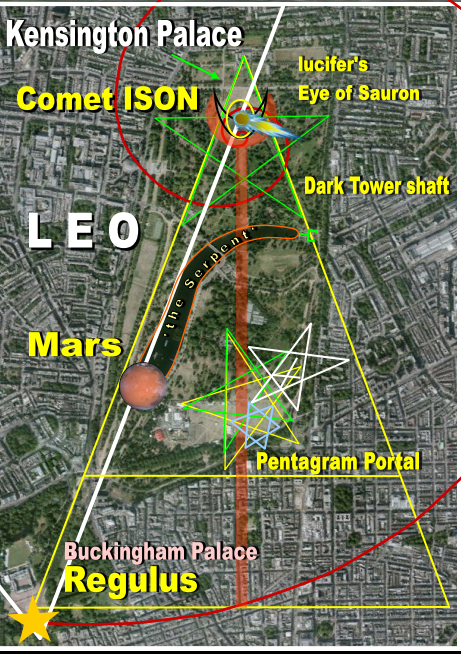 Kensington Palace
lucifer's
Eye of Sauron
Comet ISON
Dark Tower shaft
L E O
'the Serpent'
Mars
Pentagram Portal
Buckingham Palace
Regulus